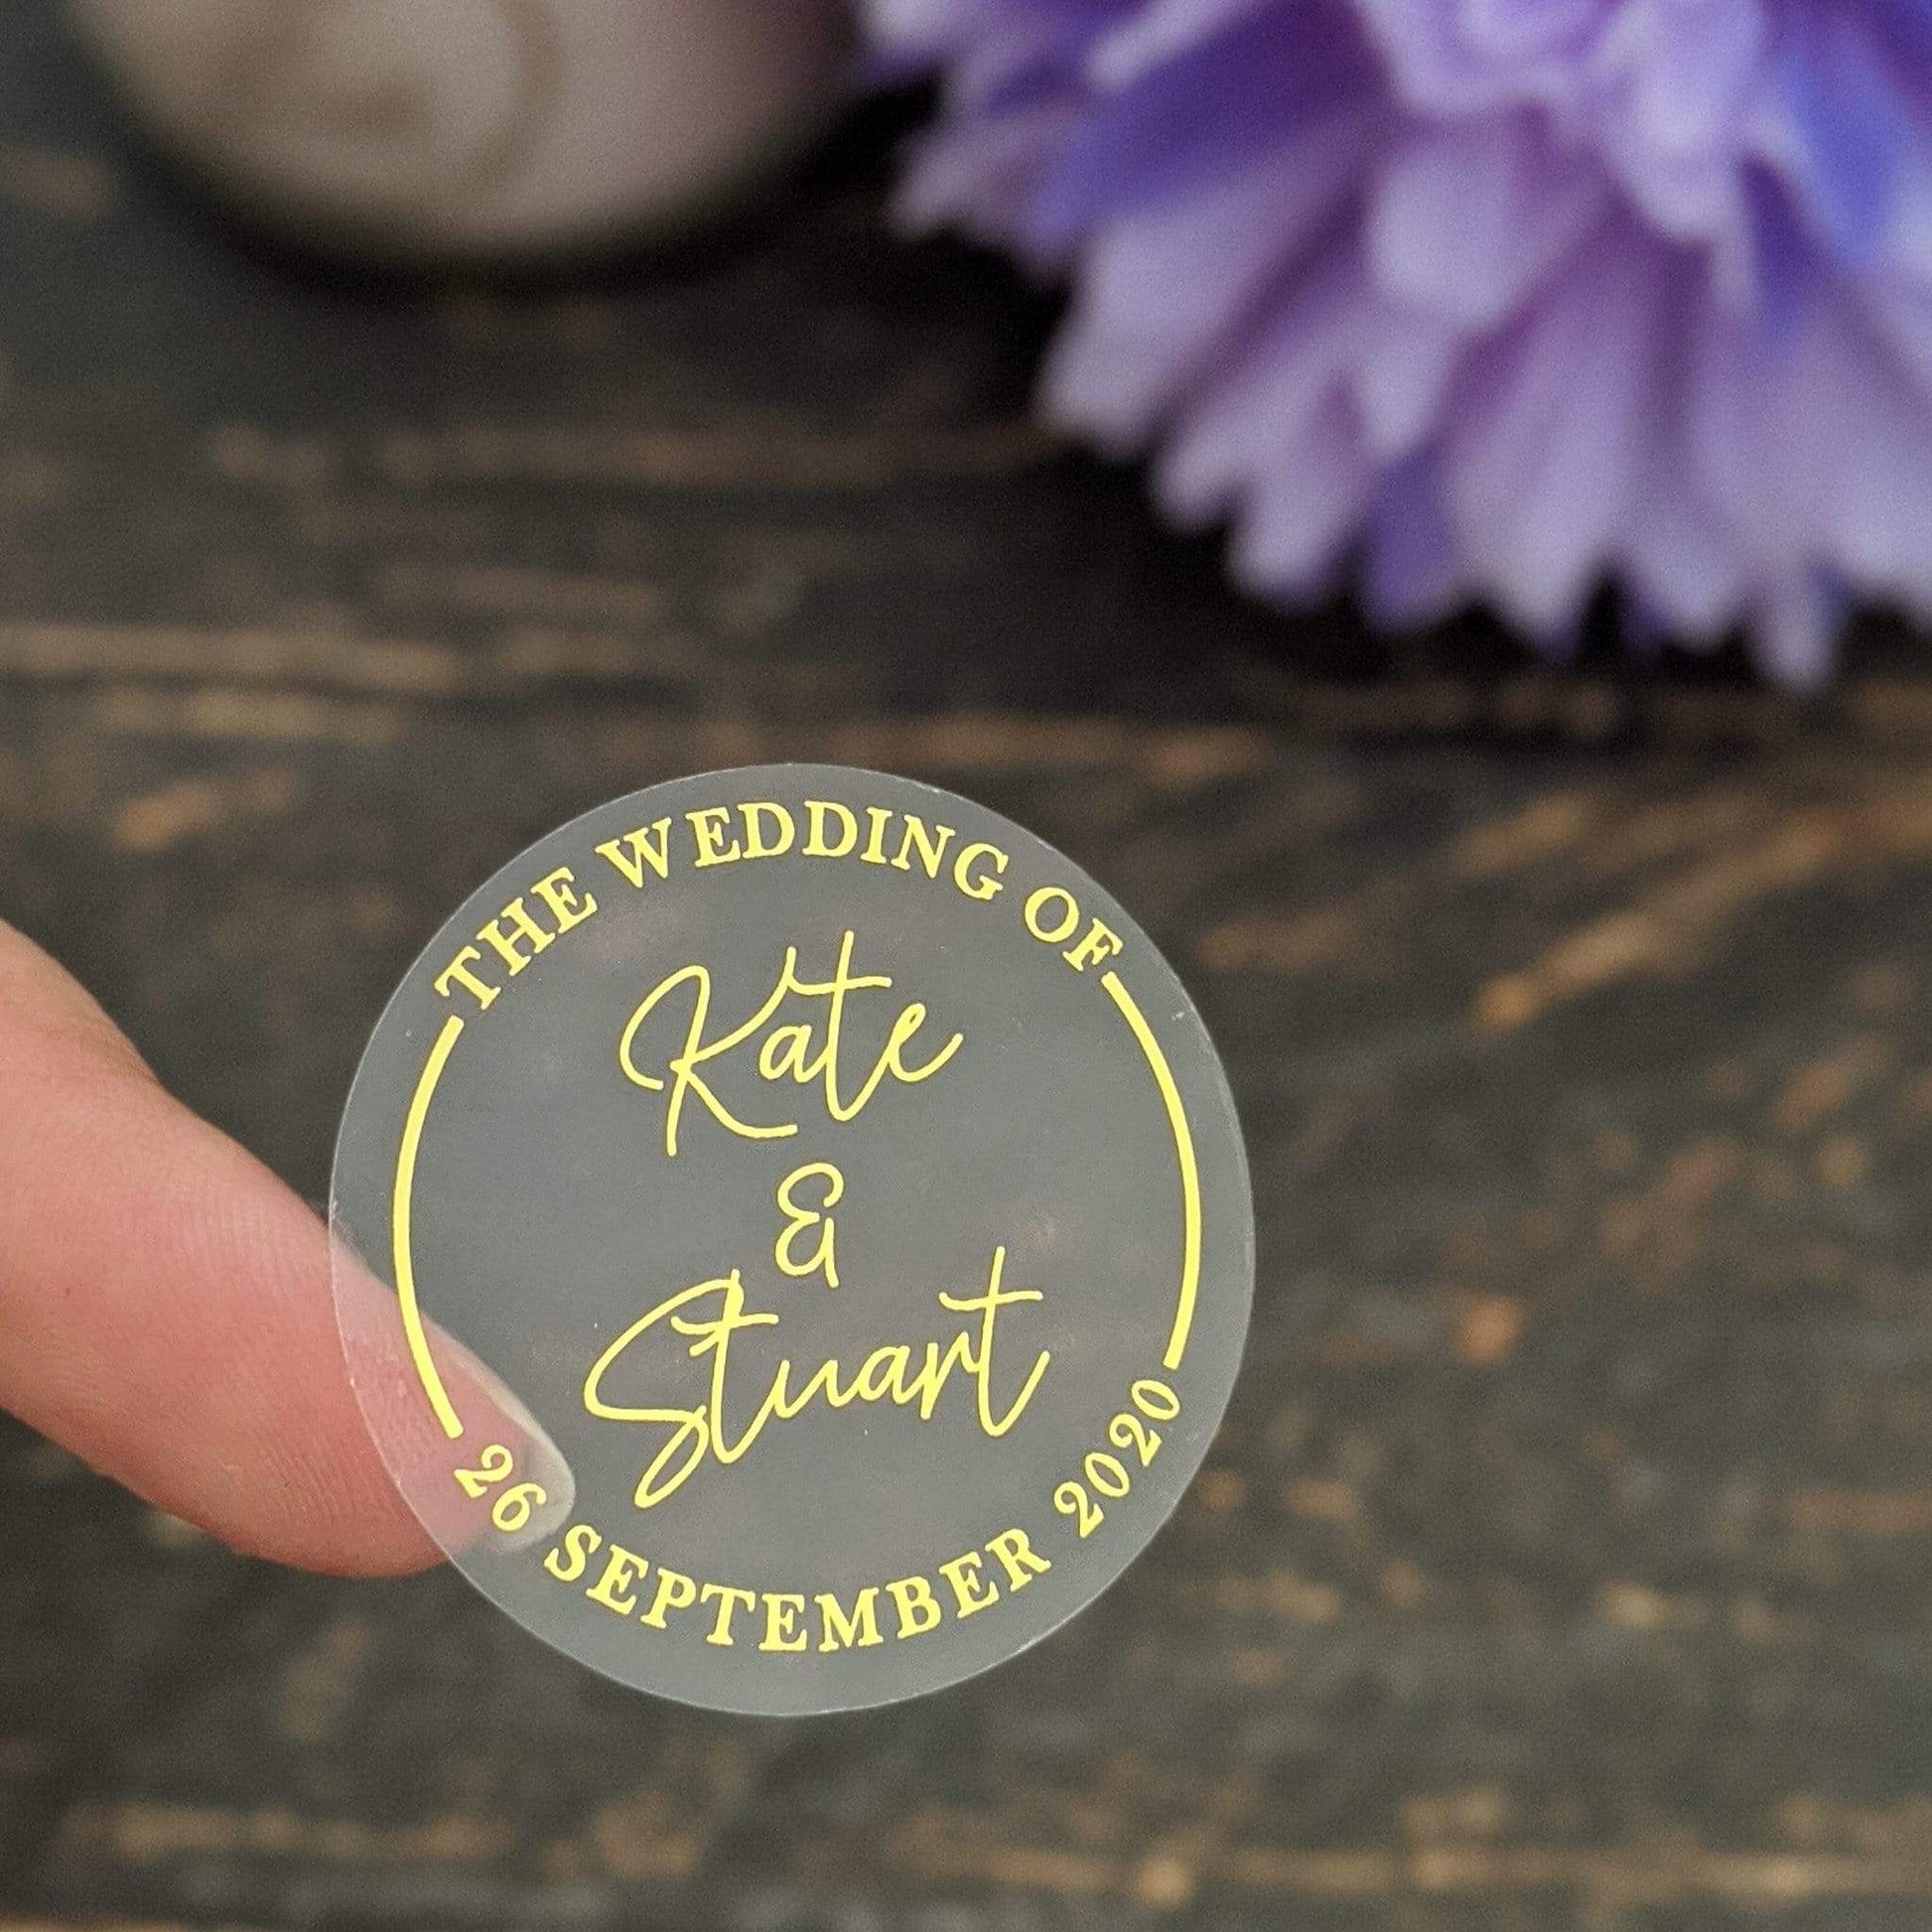 THE WEDDING OF
Kate
&
Stuart
26 SEPTEMBER 2020